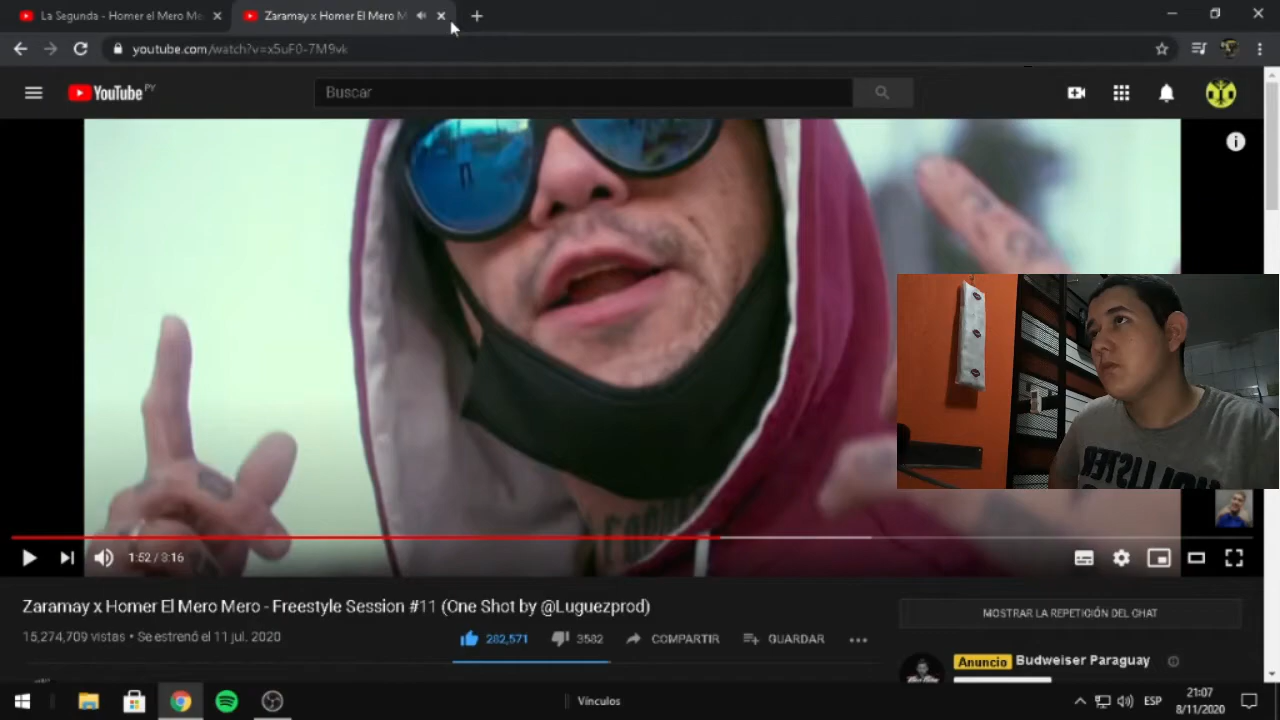 La Segunda - Homer el Mero Me
Zaramay x Homer El Mero M
youtube.com/watch?v=x5uF0-7M9vk
YouTube PY
Buscar
HOLLISTER
1:52 / 3:16
Zaramay x Homer El Mero Mero - Freestyle Session #11 (One Shot by @Luguezprod)
15,274,709 vistas • Se estrenó el 11 jul. 2020
282,571
3582
COMPARTIR
GUARDAR
MOSTRAR LA REPETICIÓN DEL CHAT
Anuncio Budweiser Paraguay
Vínculos
ESP
21:07
8/11/2020